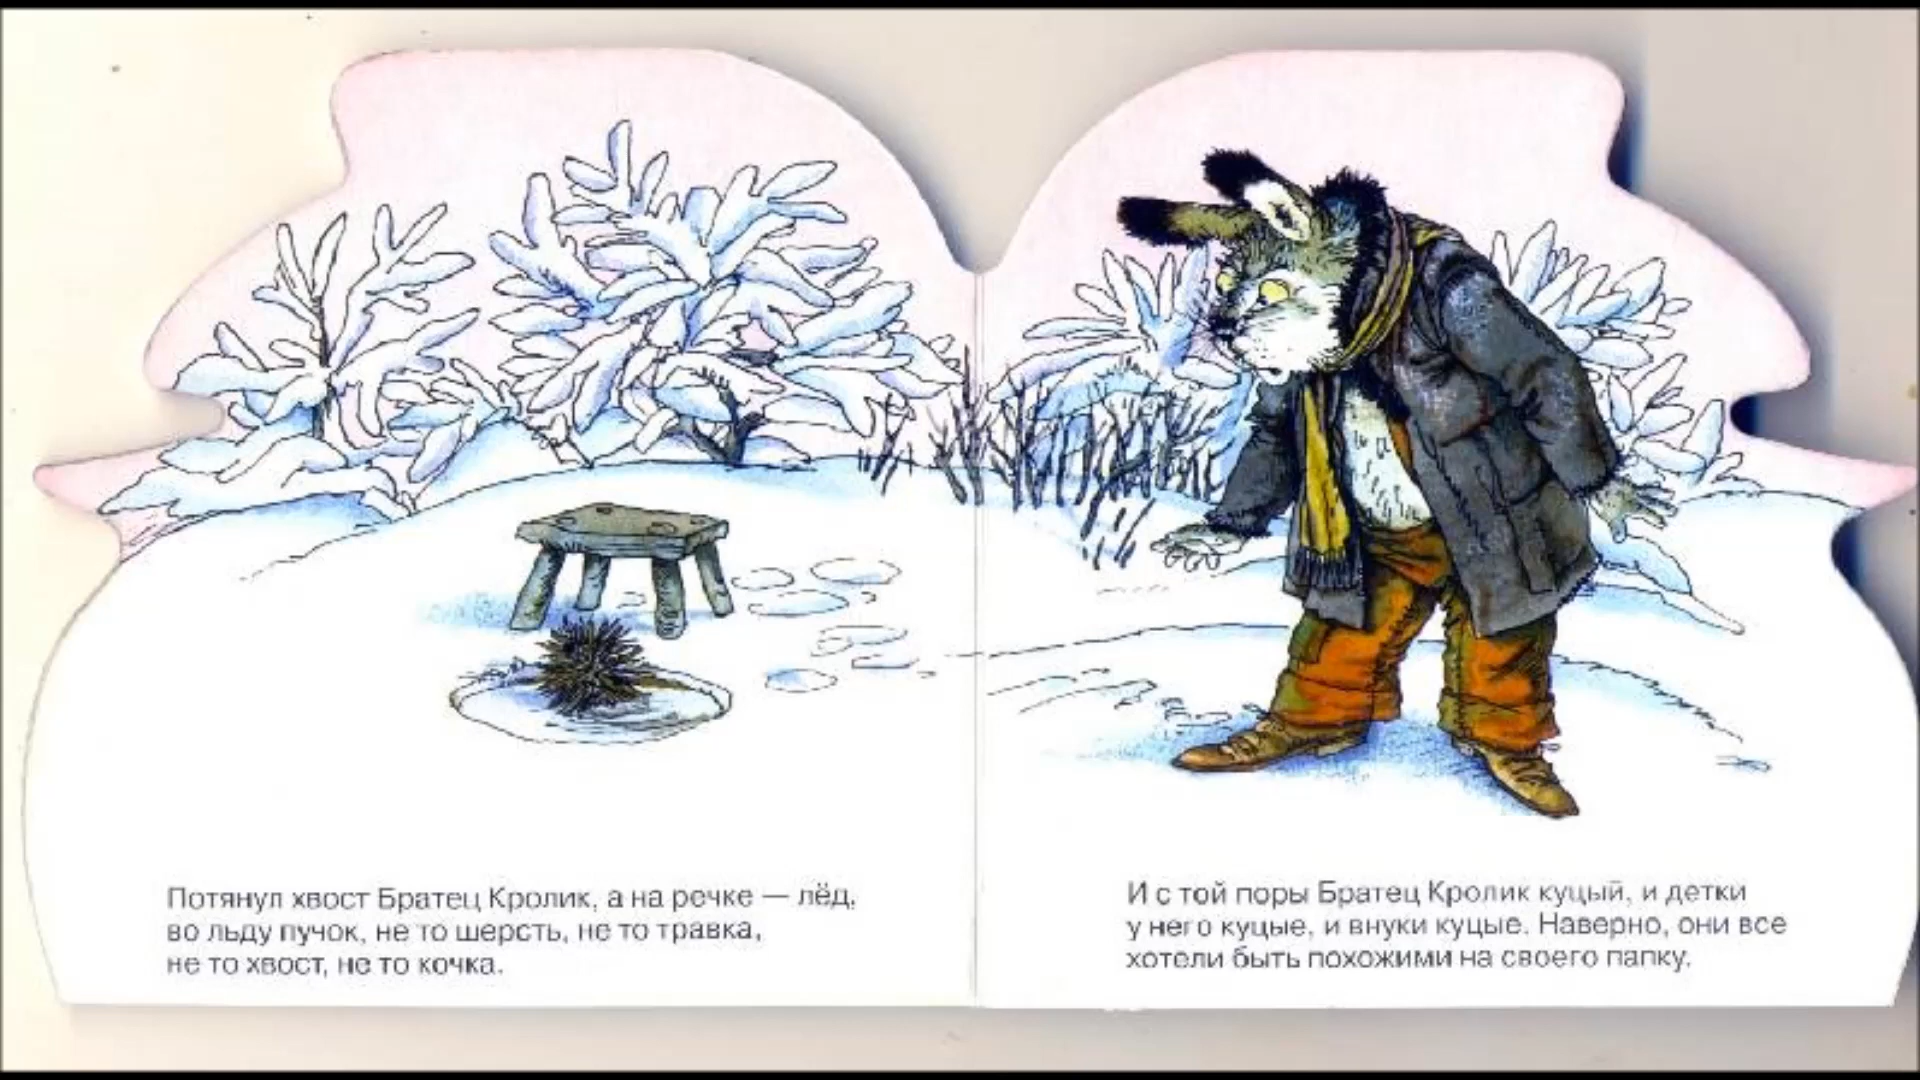 Потянул хвост Братец Кролик, а на речке — лёд,
во льду пучок, не то шерсть, не то травка,
не то хвост, не то кочка.
И с той поры Братец Кролик куцый, и детки
у него куцые, и внуки куцые. Наверно, они все
хотели быть похожими на своего папку.